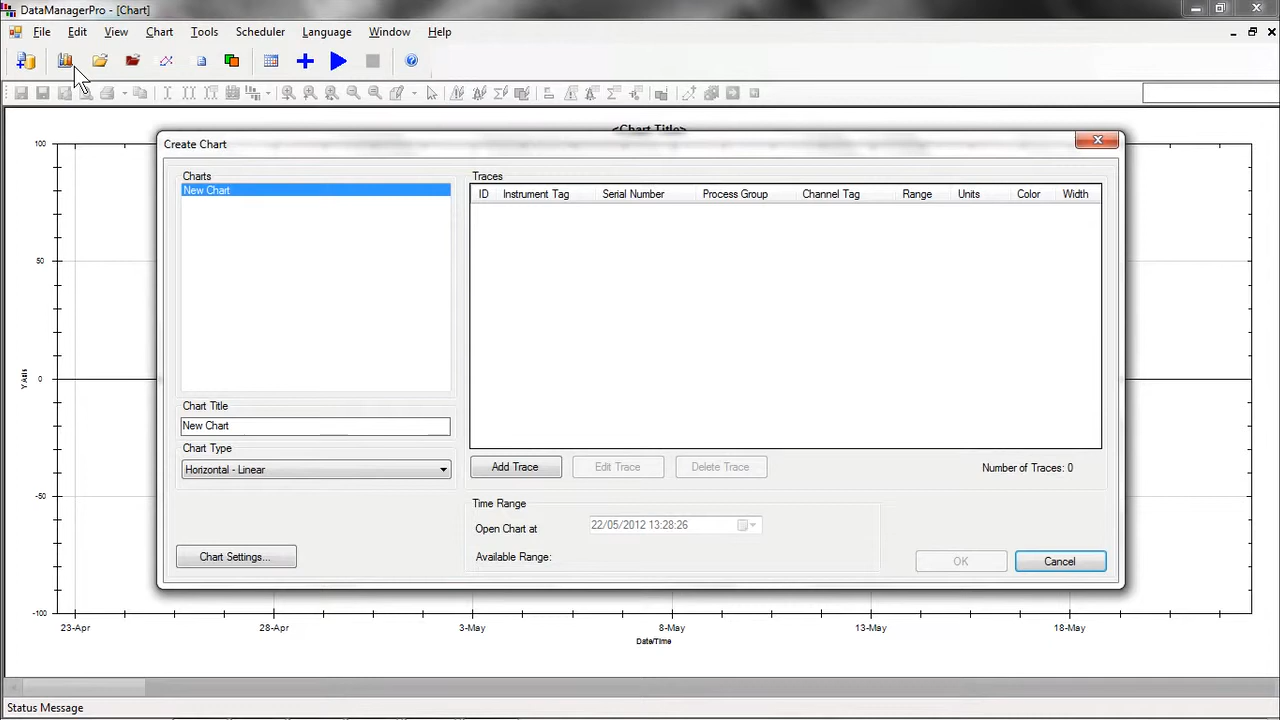 DataManagerPro - [Chart]
File Edit View Chart Tools Scheduler Language Window Help
<Chart Title>
Create Chart
Charts
New Chart
Chart Title
New Chart
Chart Type
Horizontal - Linear
Chart Settings...
Traces
ID Instrument Tag Serial Number Process Group Channel Tag Range Units Color Width
Add Trace Edit Trace Delete Trace Number of Traces: 0
Time Range
Open Chart at 22/05/2012 13:28:26
Available Range:
OK Cancel
100
50
0
-50
-100
Y Axis
23-Apr 28-Apr 3-May 8-May 13-May 18-May
Date/Time
Status Message